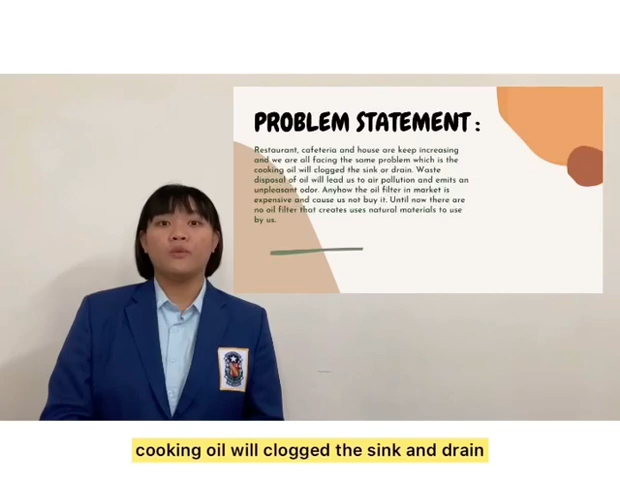 PROBLEM STATEMENT :
Restaurant, cafeteria and house are keep increasing
and we are all facing the same problem which is the
cooking oil will clogged the sink or drain. Waste
disposal of oil will lead us to air pollution and emits an
unpleasant odor. Anyhow the oil filter in market is
expensive and cause us not buy it. Until now there are
no oil filter that creates uses natural materials to use
by us.
cooking oil will clogged the sink and drain